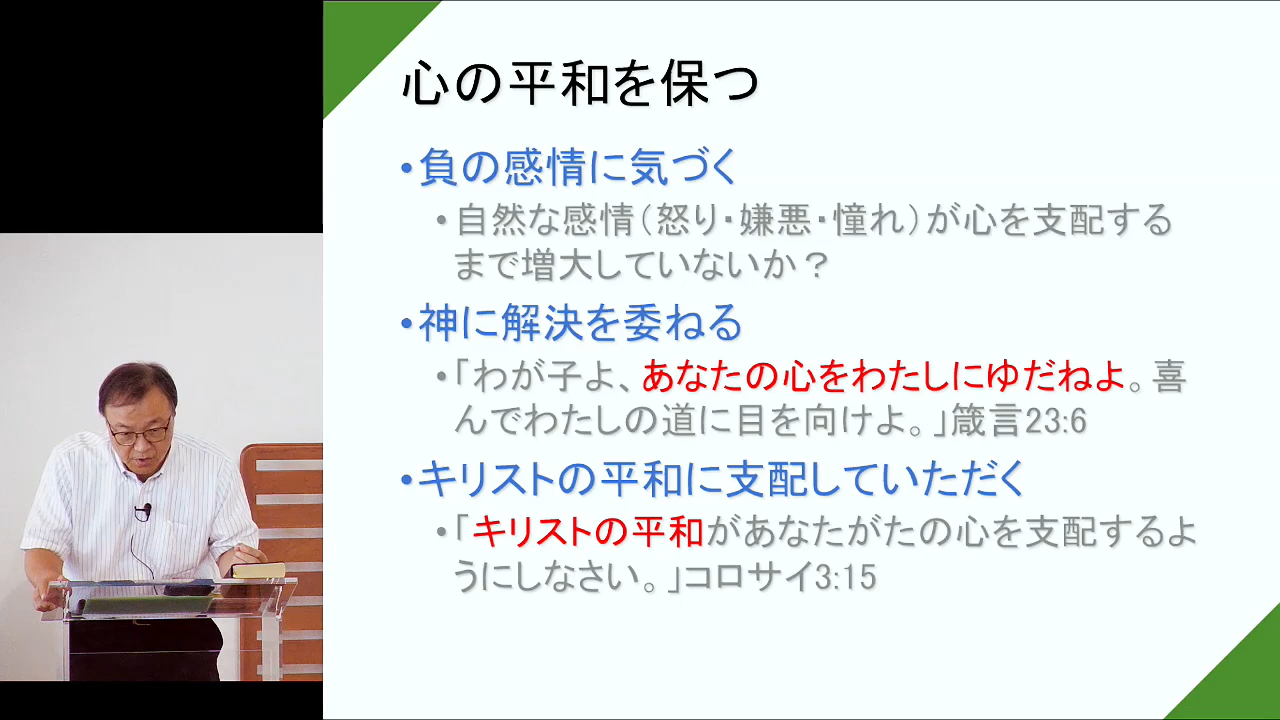 心の平和を保つ
•負の感情に気づく
•自然な感情（怒り・嫌悪・憧れ）が心を支配する
まで増大していないか？
•神に解決を委ねる
•「わが子よ、あなたの心をわたしにゆだねよ。喜
んでわたしの道に目を向けよ。」箴言23:6
•キリストの平和に支配していただく
•「キリストの平和があなたがたの心を支配するよ
うにしなさい。」コロサイ3:15